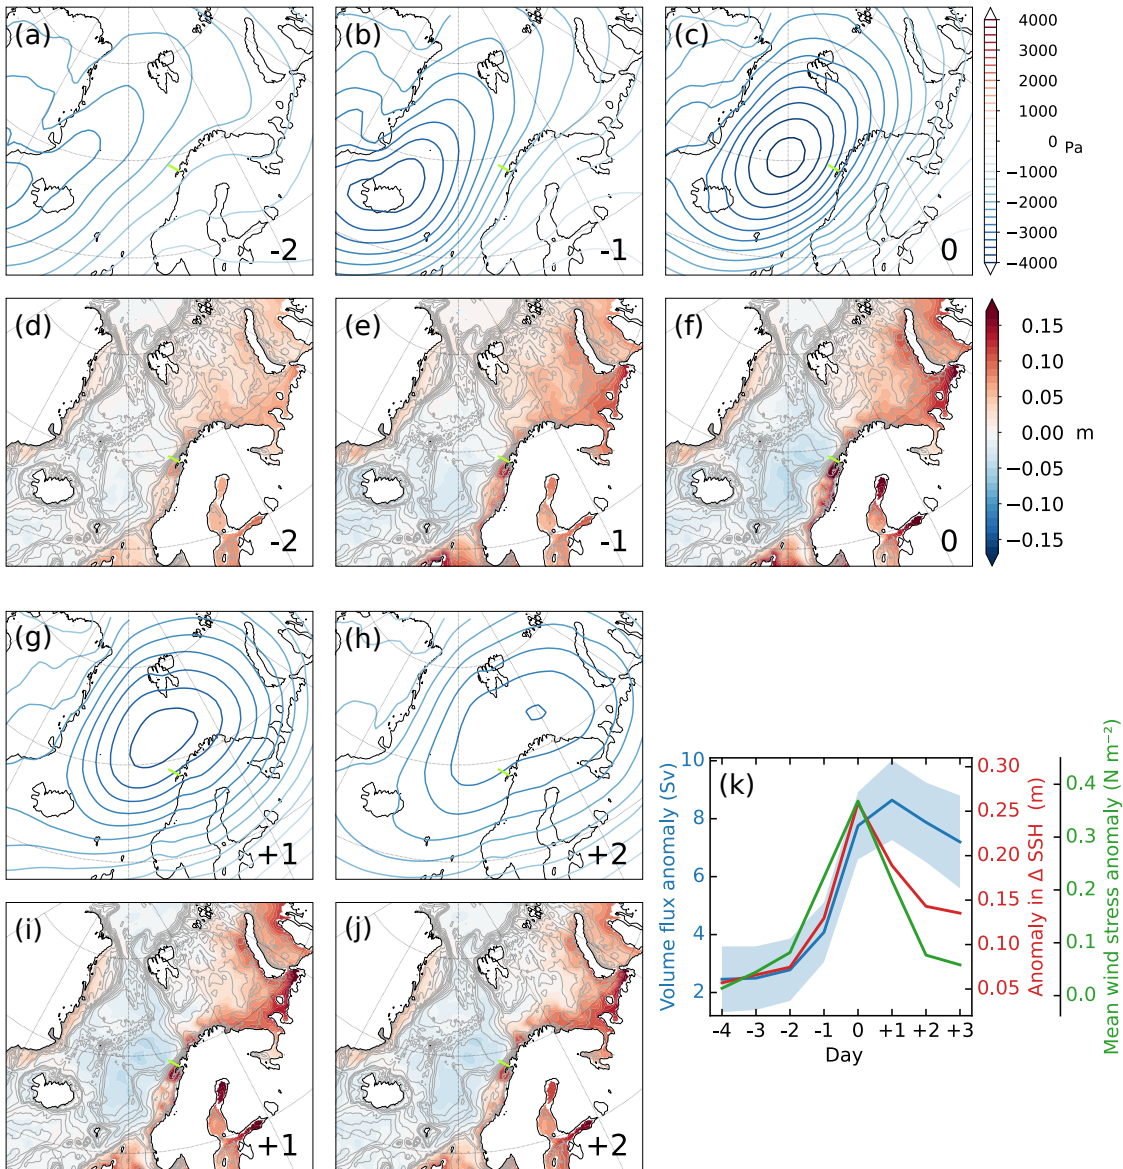 (a)
-2
(b)
-1
(c)
0
4000
3000
2000
1000
0
−1000
−2000
−3000
−4000
Pa
(d)
-2
(e)
-1
(f)
0
0.15
0.10
0.05
0.00
−0.05
−0.10
−0.15
m
(g)
+1
(h)
+2
(i)
+1
(j)
+2
(k)
Volume flux anomaly (Sv)
10
8
6
4
2
-4 -3 -2 -1 0 +1 +2 +3
Day
0.30
0.25
0.20
0.15
0.10
0.05
Anomaly in Δ SSH (m)
0.4
0.3
0.2
0.1
0.0
Mean wind stress anomaly (N m⁻²)